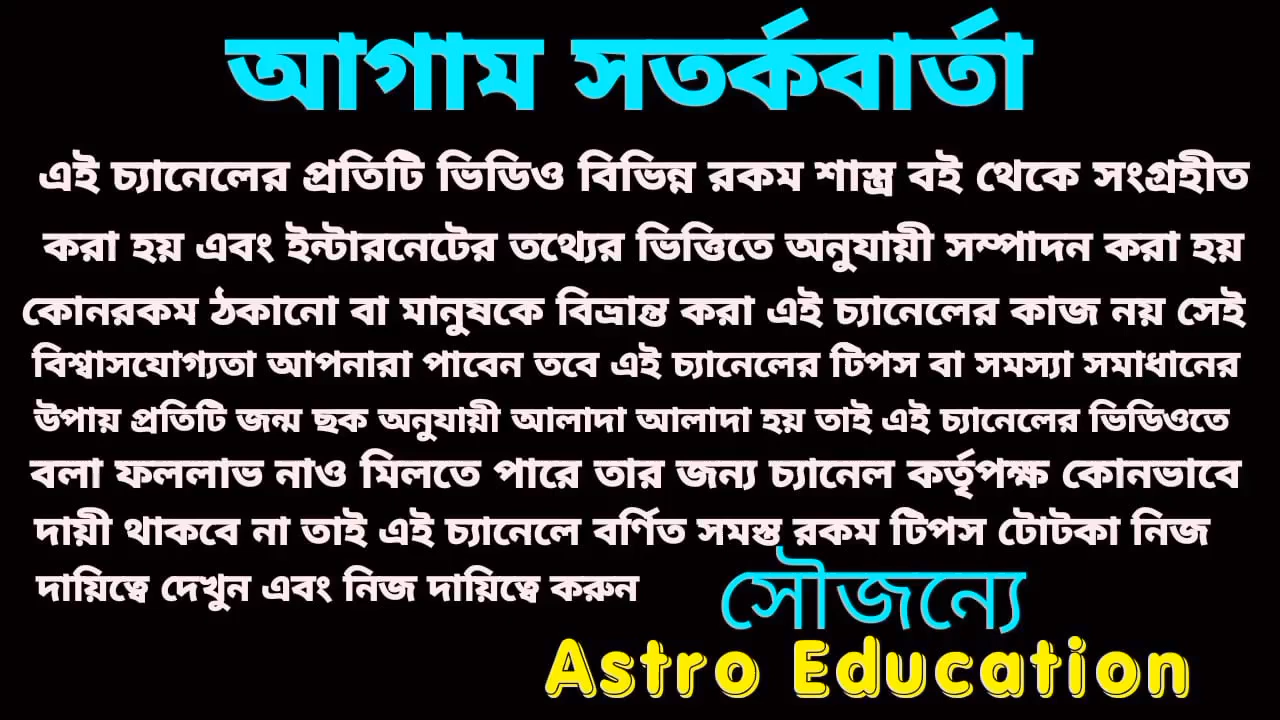 আগাম সতর্কবার্তা
এই চ্যানেলের প্রতিটি ভিডিও বিভিন্ন রকম শাস্ত্র বই থেকে সংগ্রহীত
করা হয় এবং ইন্টারনেটের তথ্যের ভিত্তিতে অনুযায়ী সম্পাদন করা হয়
কোনরকম ঠকানো বা মানুষকে বিভ্রান্ত করা এই চ্যানেলের কাজ নয় সেই
বিশ্বাসযোগ্যতা আপনারা পাবেন তবে এই চ্যানেলের টিপস বা সমস্যা সমাধানের
উপায় প্রতিটি জন্ম ছক অনুযায়ী আলাদা আলাদা হয় তাই এই চ্যানেলের ভিডিওতে
বলা ফললাভ নাও মিলতে পারে তার জন্য চ্যানেল কর্তৃপক্ষ কোনভাবে
দায়ী থাকবে না তাই এই চ্যানেলে বর্ণিত সমস্ত রকম টিপস টোটকা নিজ
দায়িত্বে দেখুন এবং নিজ দায়িত্বে করুন
সৌজন্যে
Astro Education